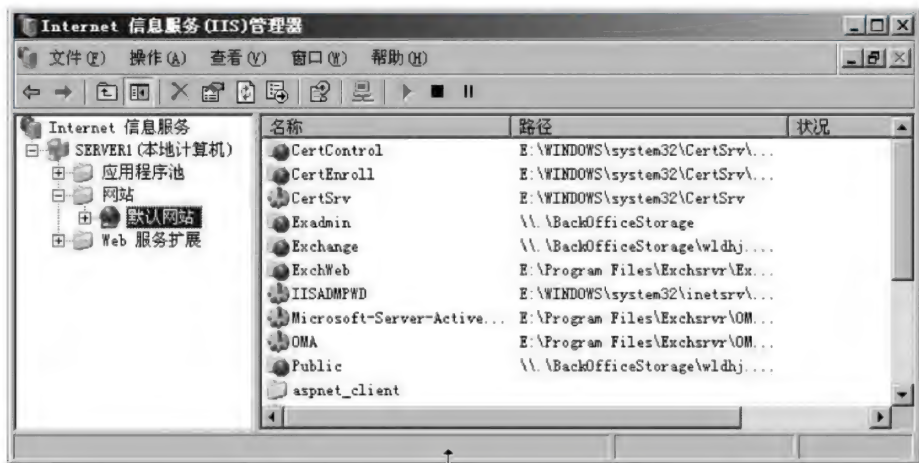 Internet 信息服务(IIS)管理器
文件(F) 操作(A) 查看(V) 窗口(W) 帮助(H)
Internet 信息服务
SERVER1(本地计算机)
应用程序池
网站
默认网站
Web 服务扩展
名称 路径 状况
CertControl E:\WINDOWS\system32\CertSrv\...
CertEnroll E:\WINDOWS\system32\CertSrv\...
CertSrv E:\WINDOWS\system32\CertSrv
Exadmin \\.\BackOfficeStorage
Exchange \\.\BackOfficeStorage\wldhj....
ExchWeb E:\Program Files\Exchsrvr\Ex...
IISADMPWD E:\WINDOWS\system32\inetsrv\...
Microsoft-Server-Active... E:\Program Files\Exchsrvr\OM...
OMA E:\Program Files\Exchsrvr\OM...
Public \\.\BackOfficeStorage\wldhj....
aspnet_client